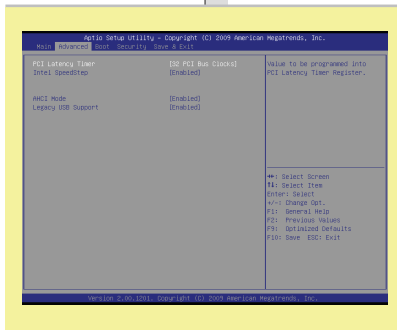 Aptio Setup Utility - Copyright (C) 2009 American Megatrends, Inc.
Main Advanced Boot Security Save & Exit
PCI Latency Timer [32 PCI Bus Clocks]
Intel SpeedStep [Enabled]
AHCI Mode [Enabled]
Legacy USB Support [Enabled]
Value to be programmed into
PCI Latency Timer Register.
→←: Select Screen
↑↓: Select Item
Enter: Select
+/-: Change Opt.
F1: General Help
F2: Previous Values
F9: Optimized Defaults
F10: Save ESC: Exit
Version 2.00.1201. Copyright (C) 2009 American Megatrends, Inc.